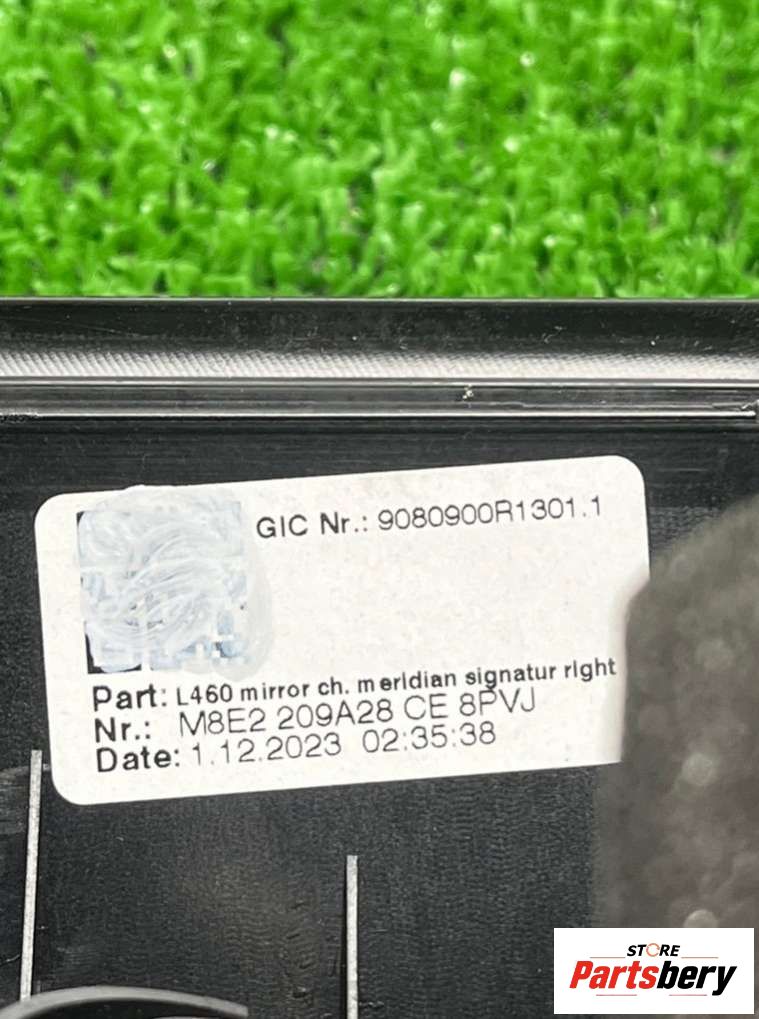 GIC Nr.: 9080900R1301.1
Part: L460 mirror ch. meridian signatur right
Nr.: M8E2 209A28 CE 8PVJ
Date: 1.12.2023 02:35:38
STORE
Partsbery